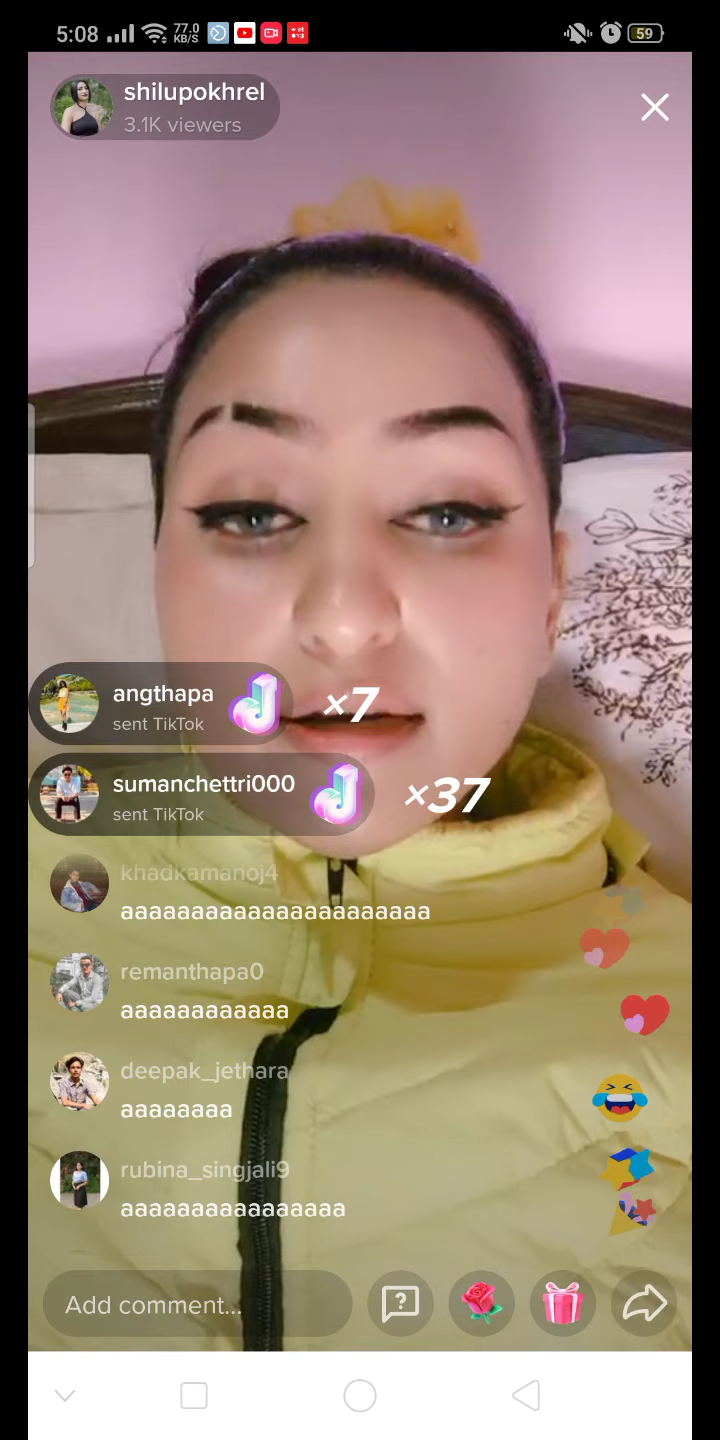 5:08
77.0
KB/S
59
shilupokhrel
3.1K viewers
angthapa
sent TikTok
×7
sumanchettri000
sent TikTok
×37
khadkamanoj4
aaaaaaaaaaaaaaaaaaaaaa
remanthapa0
aaaaaaaaaaaa
deepak_jethara
aaaaaaaa
rubina_singjali9
aaaaaaaaaaaaaaaa
Add comment...
?